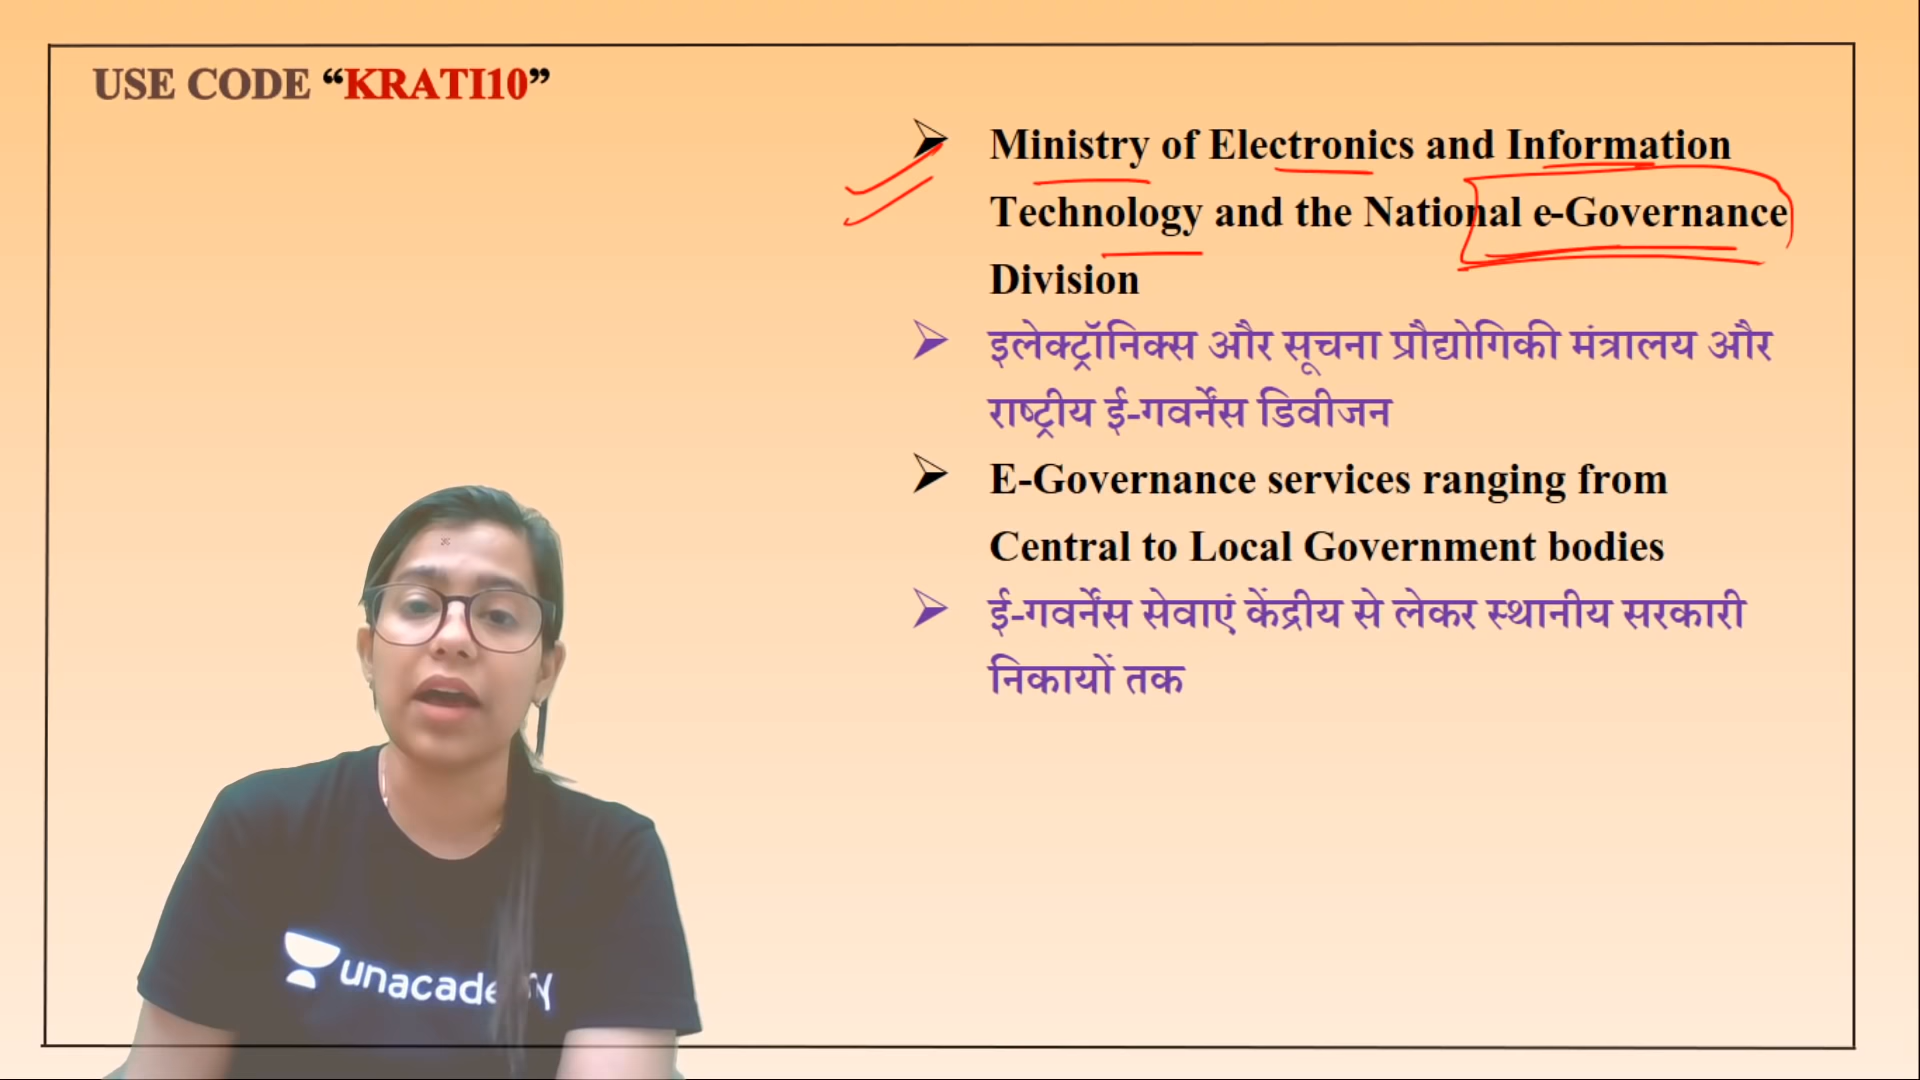 USE CODE “KRATI10”
Ministry of Electronics and Information
Technology and the National e-Governance
Division
इलेक्ट्रॉनिक्स और सूचना प्रौद्योगिकी मंत्रालय और
राष्ट्रीय ई-गवर्नेंस डिवीजन
E-Governance services ranging from
Central to Local Government bodies
ई-गवर्नेंस सेवाएं केंद्रीय से लेकर स्थानीय सरकारी
निकायों तक
unacademy